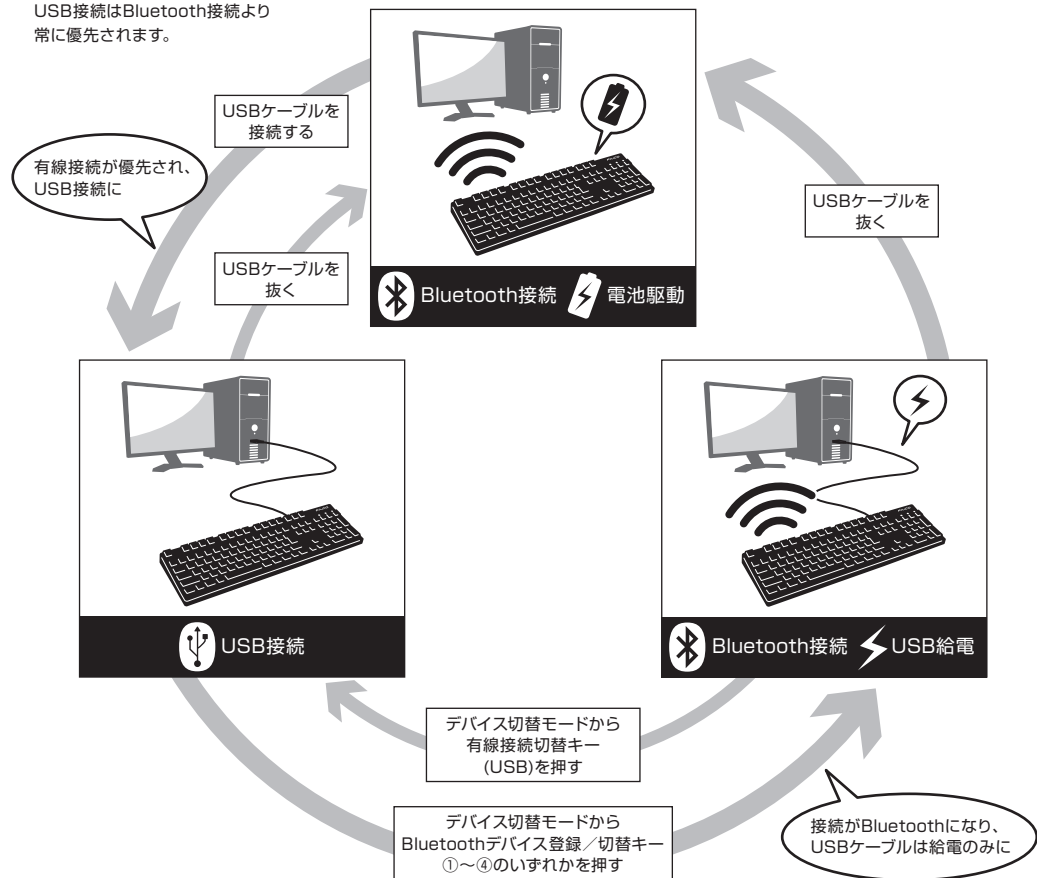 USB接続はBluetooth接続より
常に優先されます。
USBケーブルを
接続する
有線接続が優先され、
USB接続に
USBケーブルを
抜く
USBケーブルを
抜く
Bluetooth接続 電池駆動
USB接続
Bluetooth接続 USB給電
デバイス切替モードから
有線接続切替キー
(USB)を押す
デバイス切替モードから
Bluetoothデバイス登録／切替キー
①～④のいずれかを押す
接続がBluetoothになり、
USBケーブルは給電のみに